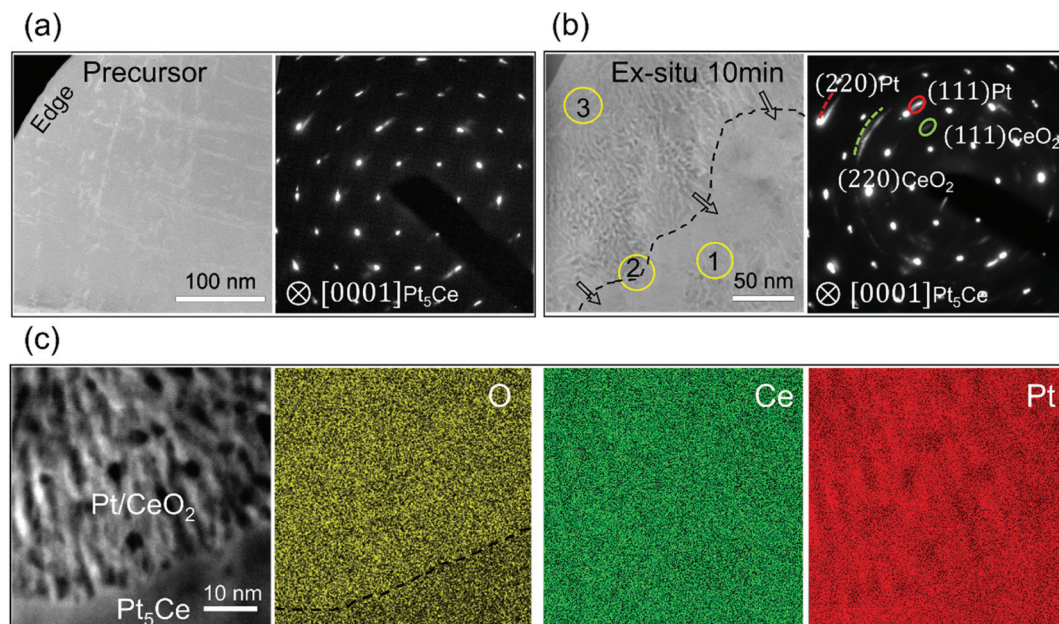 (a)
(b)
Precursor
Edge
100 nm
⊗ [0001]Pt₅Ce
Ex-situ 10min
3
2
1
50 nm
(220)Pt
(111)Pt
(111)CeO₂
(220)CeO₂
⊗ [0001]Pt₅Ce
(c)
Pt/CeO₂
Pt₅Ce
10 nm
O
Ce
Pt